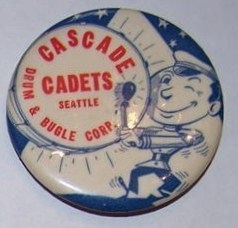 CASCADE
CADETS
SEATTLE
DRUM & BUGLE CORP.